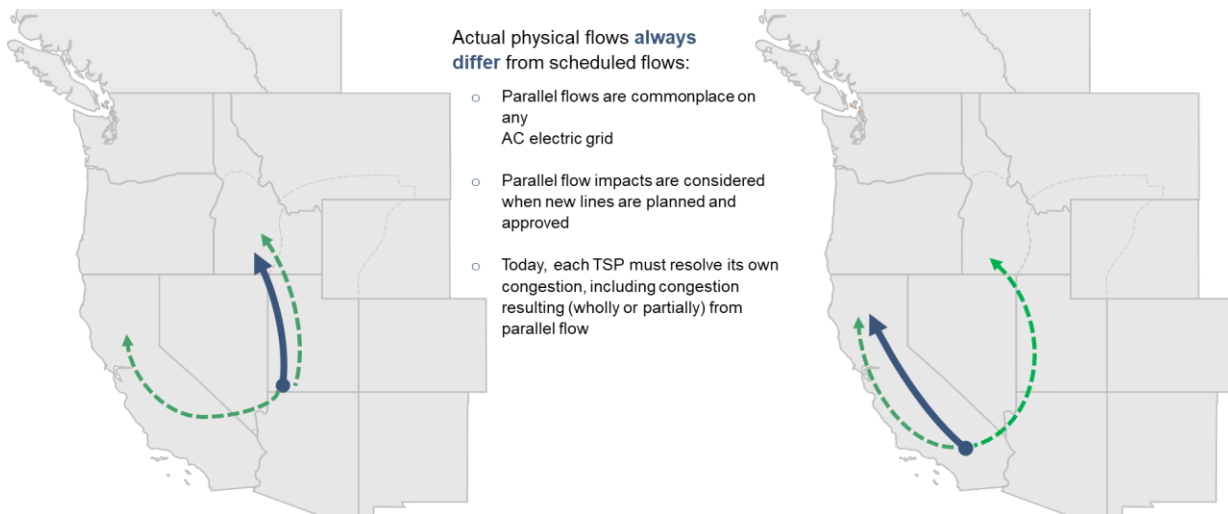 Actual physical flows always
differ from scheduled flows:
o Parallel flows are commonplace on
any
AC electric grid
o Parallel flow impacts are considered
when new lines are planned and
approved
o Today, each TSP must resolve its own
congestion, including congestion
resulting (wholly or partially) from
parallel flow